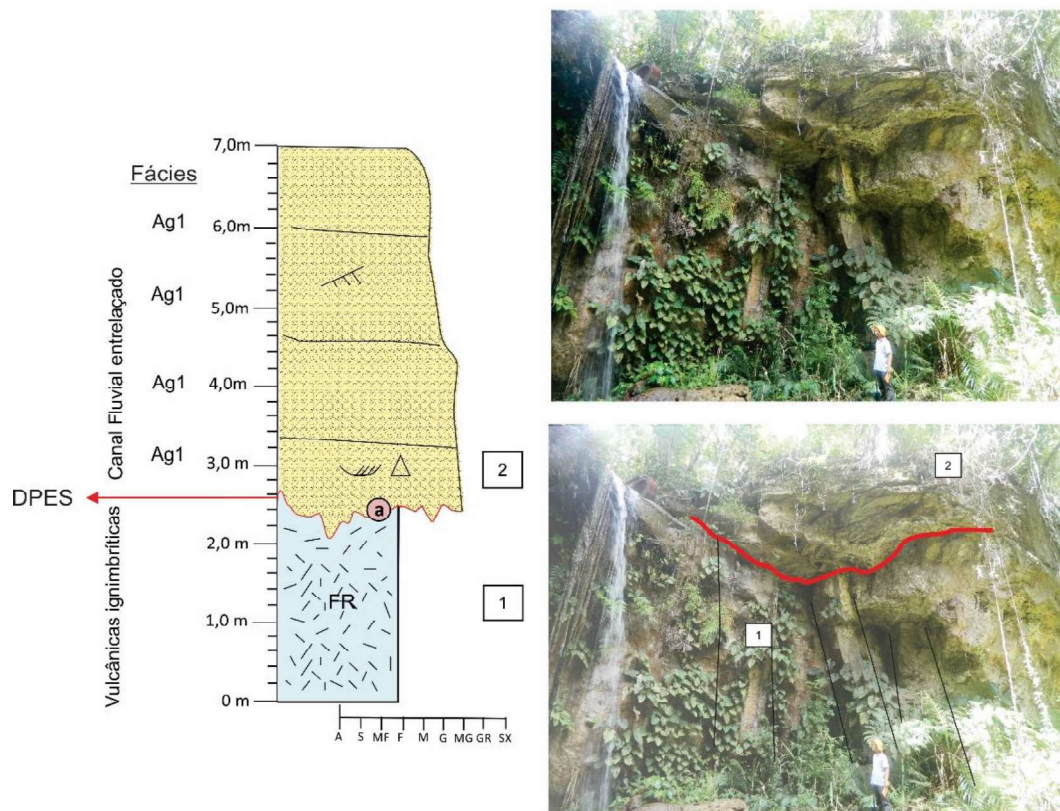 Fácies
7,0m
Ag1
6,0m
Ag1
5,0m
Ag1
4,0m
Ag1
3,0 m
2
DPES
a
2,0 m
FR
1
1,0 m
0 m
Canal Fluvial entrelaçado
Vulcânicas ignimbríticas
A S MF F M G MG GR SX
2
1